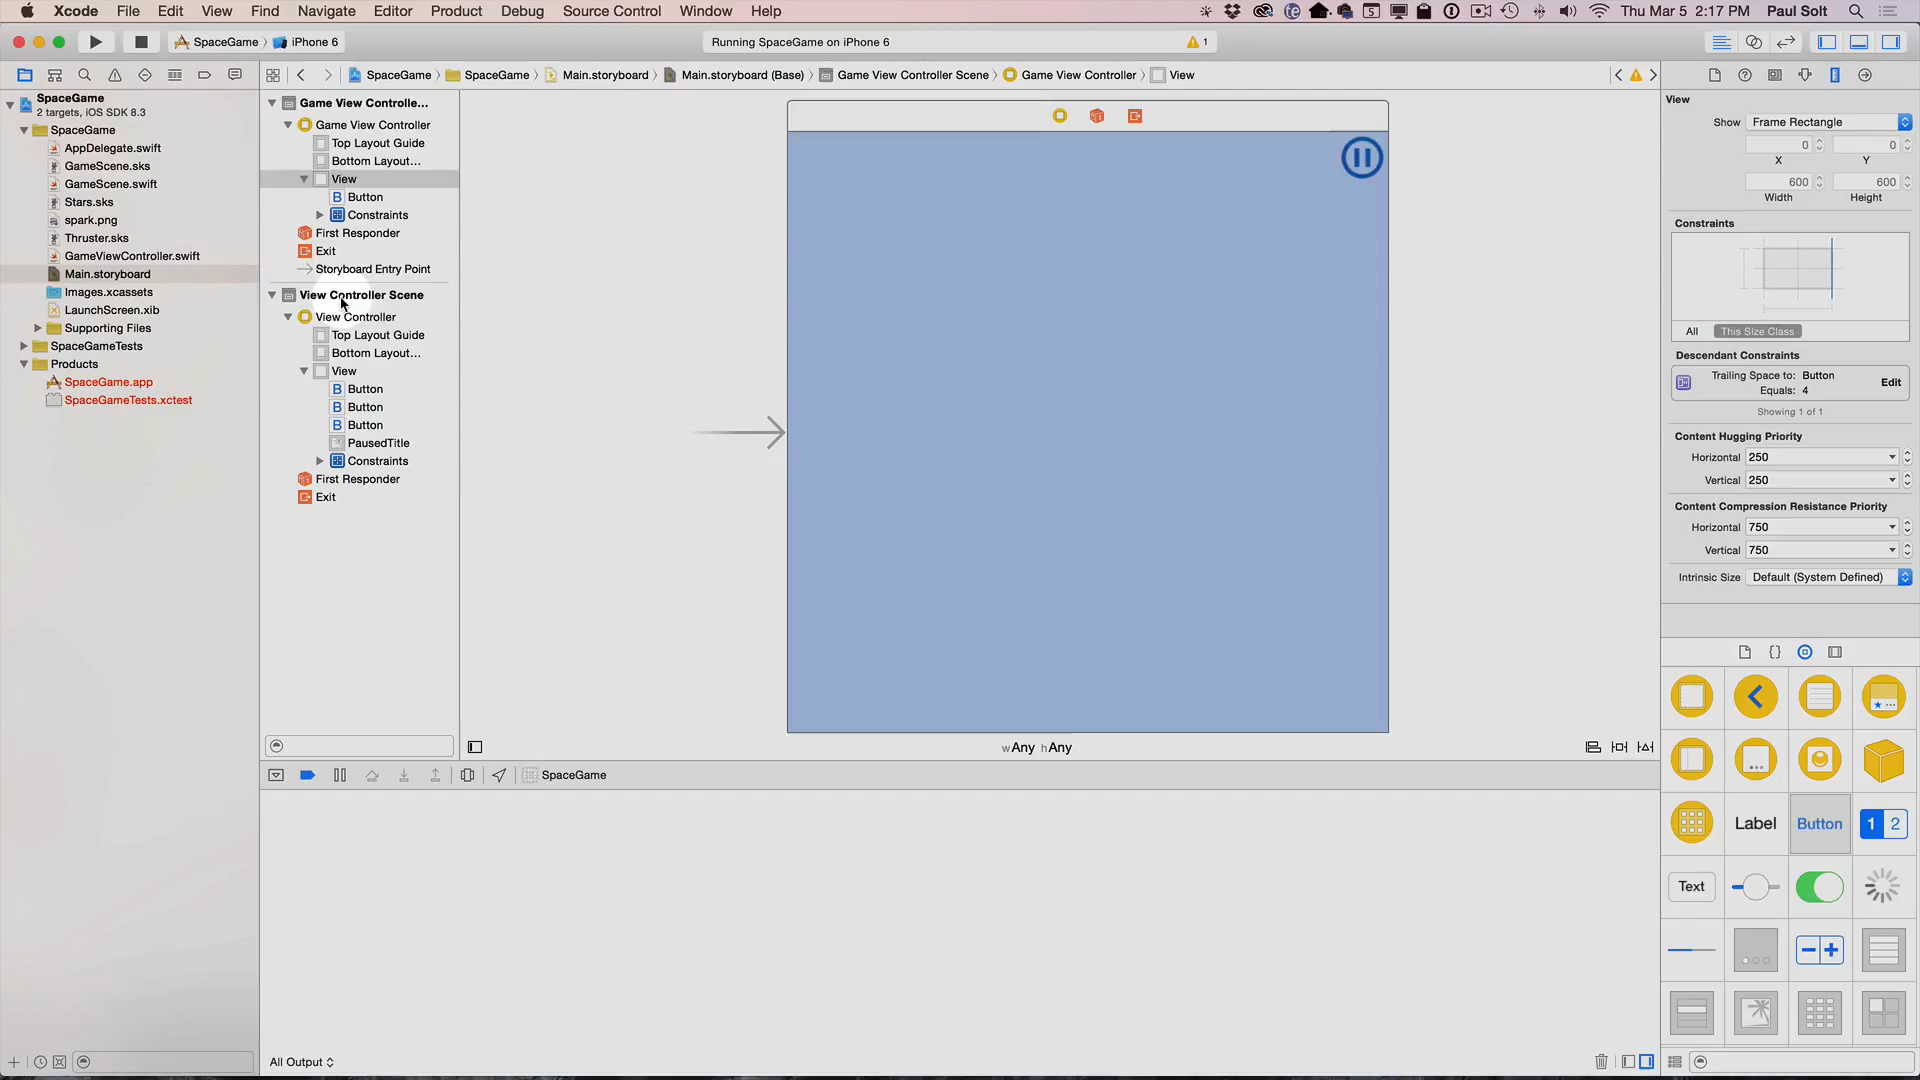 Xcode File Edit View Find Navigate Editor Product Debug Source Control Window Help
Thu Mar 5 2:17 PM Paul Solt
SpaceGame iPhone 6
Running SpaceGame on iPhone 6
1
SpaceGame SpaceGame Main.storyboard Main.storyboard (Base) Game View Controller Scene Game View Controller View
SpaceGame
2 targets, iOS SDK 8.3
SpaceGame
AppDelegate.swift
GameScene.sks
GameScene.swift
Stars.sks
spark.png
Thruster.sks
GameViewController.swift
Main.storyboard
Images.xcassets
LaunchScreen.xib
Supporting Files
SpaceGameTests
Products
SpaceGame.app
SpaceGameTests.xctest
Game View Controlle...
Game View Controller
Top Layout Guide
Bottom Layout...
View
B Button
Constraints
First Responder
Exit
Storyboard Entry Point
View Controller Scene
View Controller
Top Layout Guide
Bottom Layout...
View
B Button
B Button
B Button
PausedTitle
Constraints
First Responder
Exit
wAny hAny
SpaceGame
All Output
View
Show Frame Rectangle
0 0
X Y
600 600
Width Height
Constraints
All This Size Class
Descendant Constraints
Trailing Space to: Button
Equals: 4
Edit
Showing 1 of 1
Content Hugging Priority
Horizontal 250
Vertical 250
Content Compression Resistance Priority
Horizontal 750
Vertical 750
Intrinsic Size Default (System Defined)
Label Button 1 2
Text